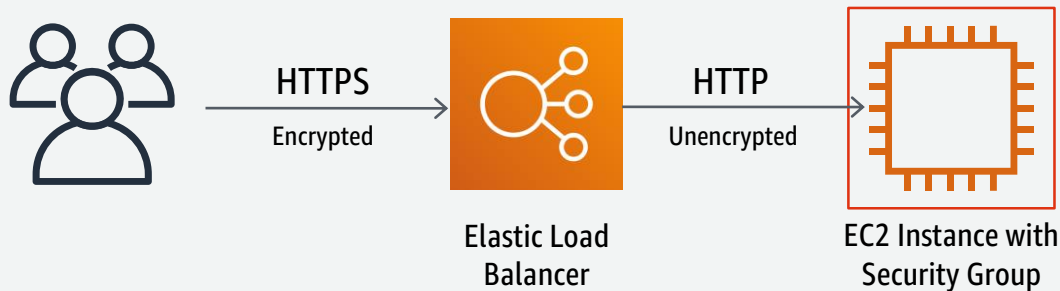 HTTPS
Encrypted
HTTP
Unencrypted
Elastic Load
Balancer
EC2 Instance with
Security Group